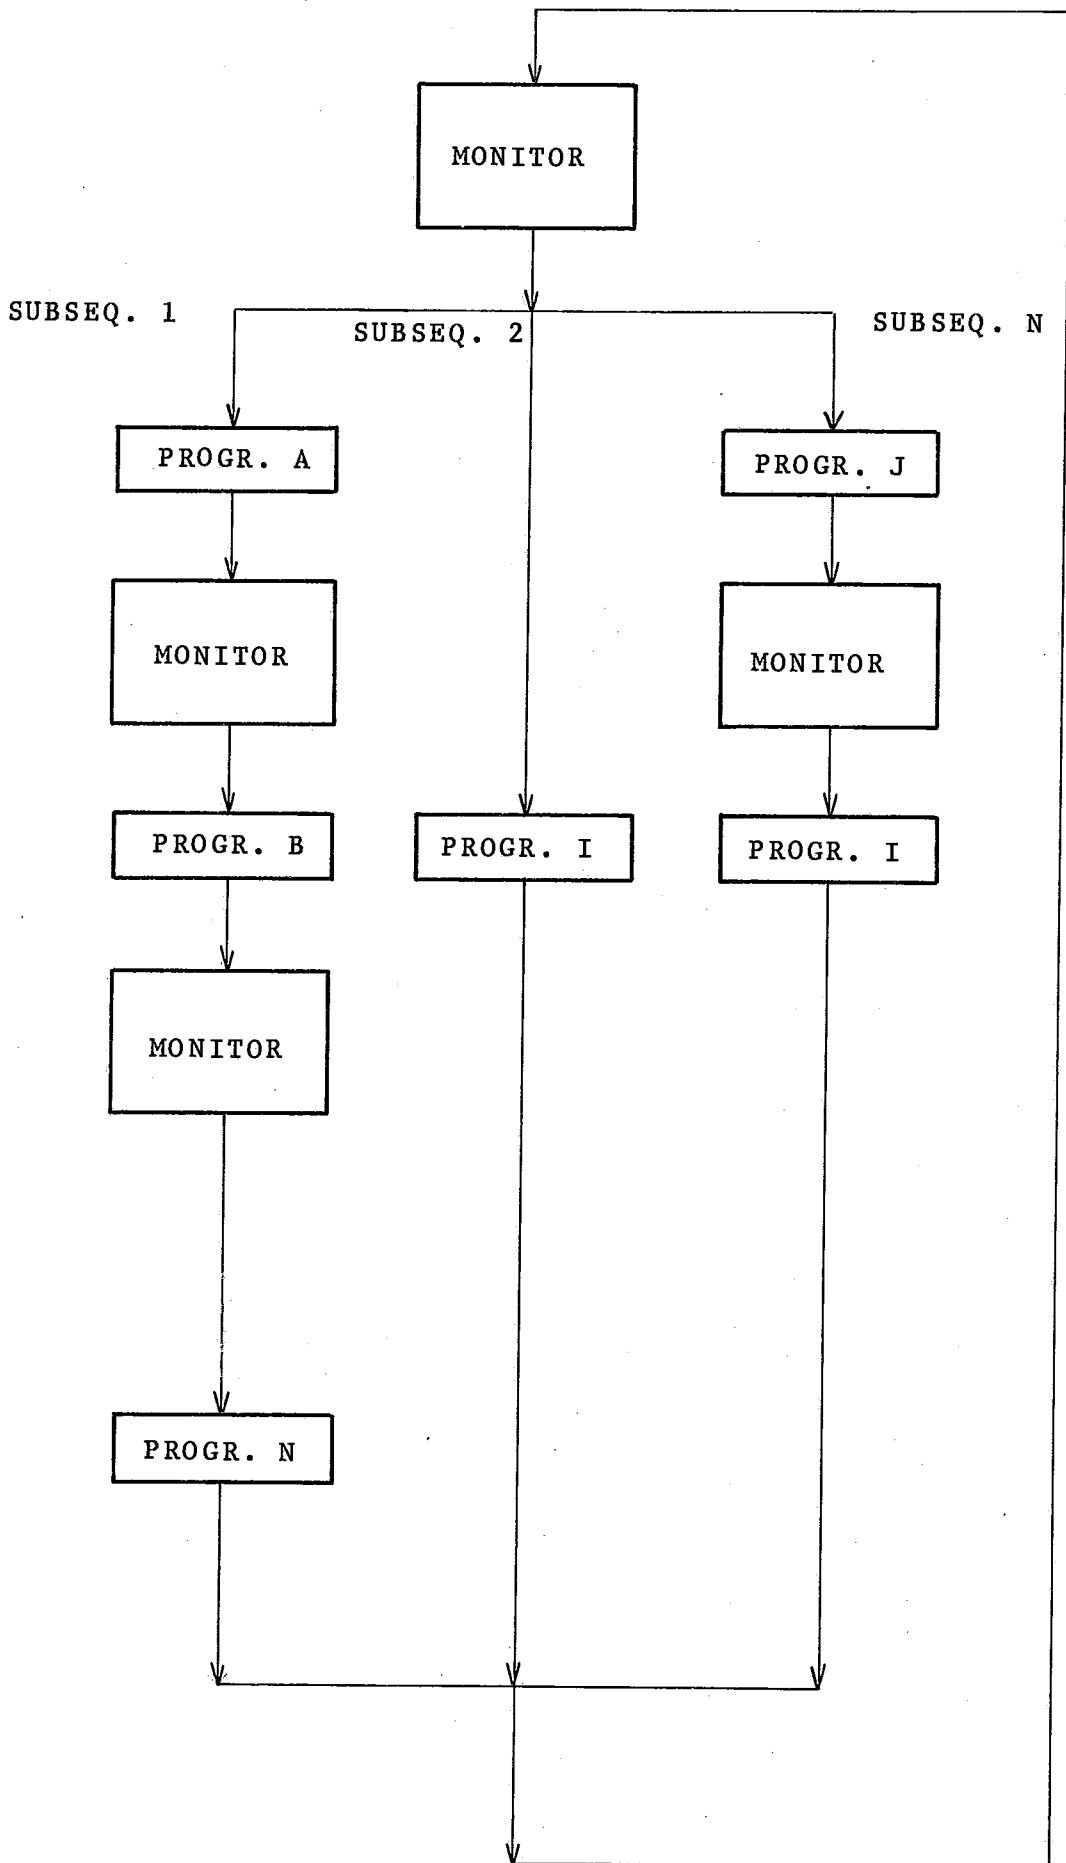 MONITOR
SUBSEQ. 1
SUBSEQ. 2
SUBSEQ. N
PROGR. A
PROGR. J
MONITOR
MONITOR
PROGR. B
PROGR. I
PROGR. I
MONITOR
PROGR. N